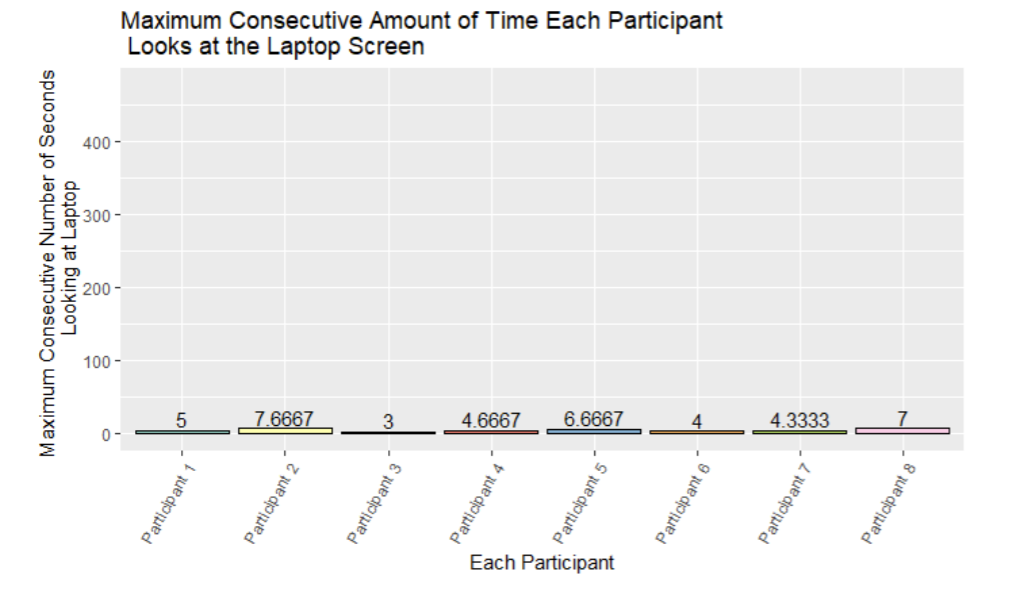 Maximum Consecutive Amount of Time Each Participant
Looks at the Laptop Screen
Maximum Consecutive Number of Seconds
Looking at Laptop
400
300
200
100
0
5
7.6667
3
4.6667
6.6667
4
4.3333
7
Participant 1
Participant 2
Participant 3
Participant 4
Participant 5
Participant 6
Participant 7
Participant 8
Each Participant